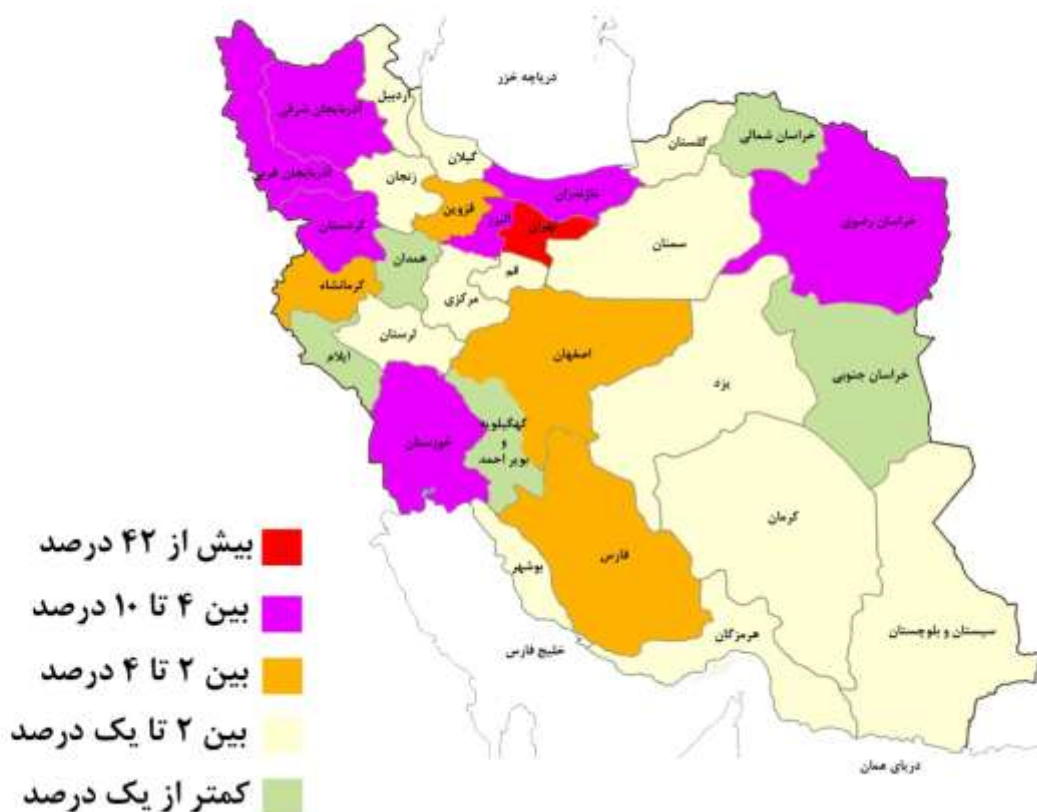 دریاچه خزر
اردبیل
آذربایجان شرقی
گیلان
گلستان
خراسان شمالی
زنجان
آذربایجان غربی
مازندران
قزوین
البرز
تهران
خراسان رضوی
کردستان
سمنان
همدان
قم
کرمانشاه
مرکزی
لرستان
اصفهان
ایلام
یزد
خراسان جنوبی
کهگیلویه
و
بویر احمد
خوزستان
کرمان
فارس
بوشهر
هرمزگان
سیستان و بلوچستان
خلیج فارس
دریای عمان
بیش از ۴۲ درصد
بین ۴ تا ۱۰ درصد
بین ۲ تا ۴ درصد
بین ۲ تا یک درصد
کمتر از یک درصد